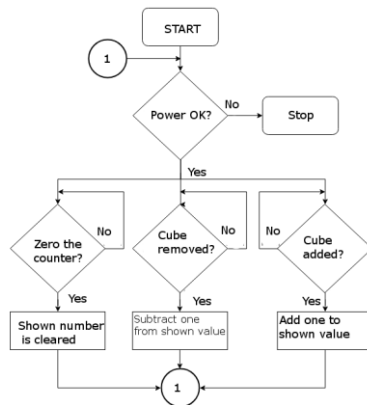 START
1
Power OK?
No
Stop
Yes
Zero the
counter?
No
Cube
removed?
No
Cube
added?
No
Yes
Yes
Yes
Shown number
is cleared
Subtract one
from shown value
Add one to
shown value
1